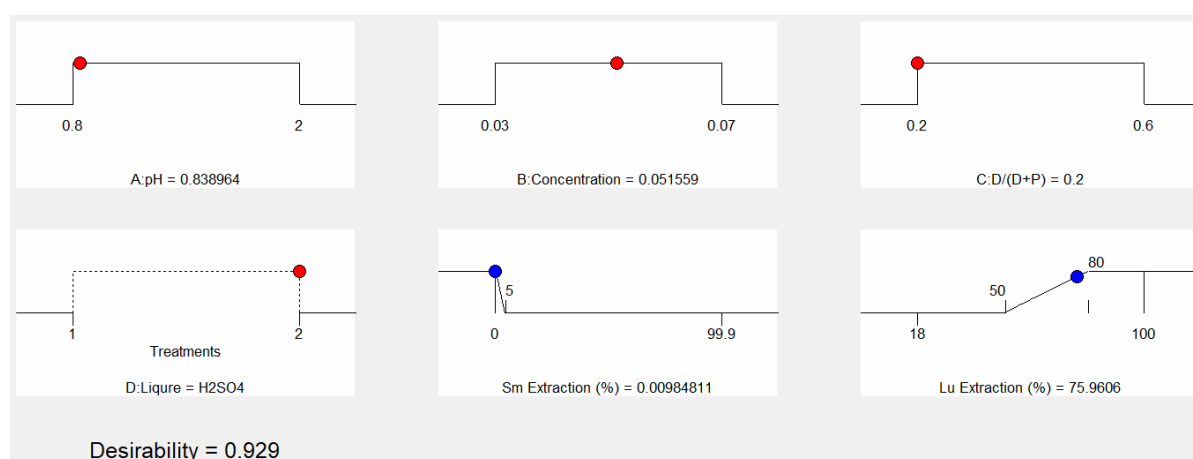 0.8 2
A:pH = 0.838964
0.03 0.07
B:Concentration = 0.051559
0.2 0.6
C:D/(D+P) = 0.2
1 2
Treatments
D:Liqure = H2SO4
5
0 99.9
Sm Extraction (%) = 0.00984811
80
50
18 100
Lu Extraction (%) = 75.9606
Desirability = 0.929